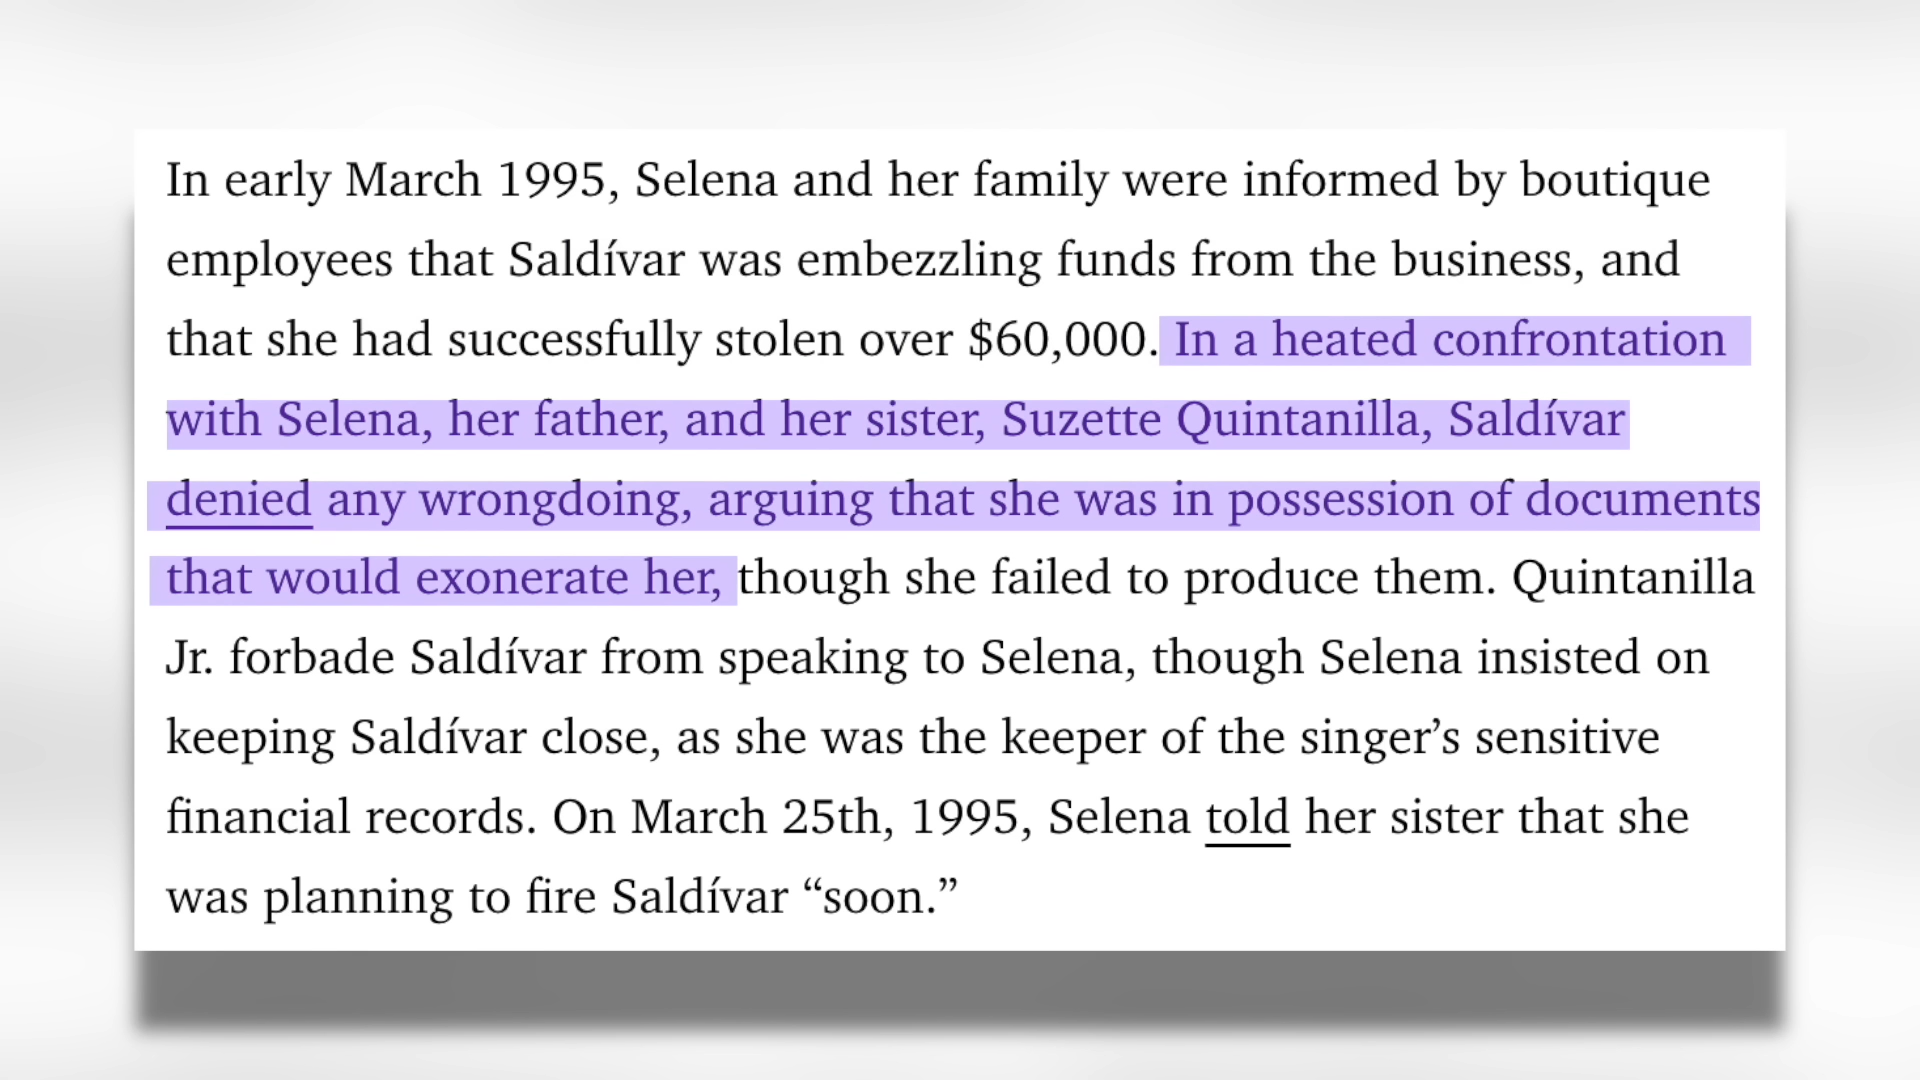 In early March 1995, Selena and her family were informed by boutique
employees that Saldívar was embezzling funds from the business, and
that she had successfully stolen over $60,000. In a heated confrontation
with Selena, her father, and her sister, Suzette Quintanilla, Saldívar
denied any wrongdoing, arguing that she was in possession of documents
that would exonerate her, though she failed to produce them. Quintanilla
Jr. forbade Saldívar from speaking to Selena, though Selena insisted on
keeping Saldívar close, as she was the keeper of the singer’s sensitive
financial records. On March 25th, 1995, Selena told her sister that she
was planning to fire Saldívar “soon.”